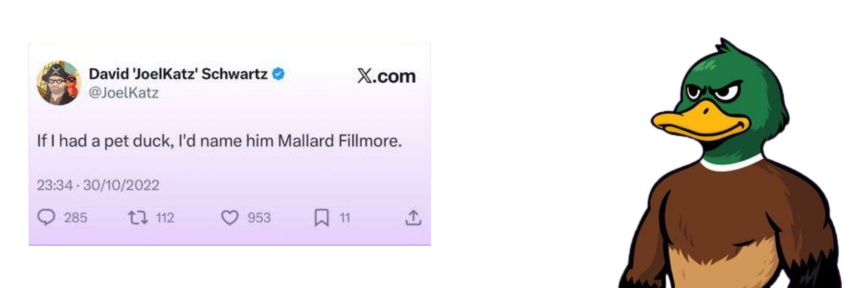 David 'JoelKatz' Schwartz
𝕏.com
@JoelKatz
If I had a pet duck, I'd name him Mallard Fillmore.
23:34 · 30/10/2022
285 112 953 11